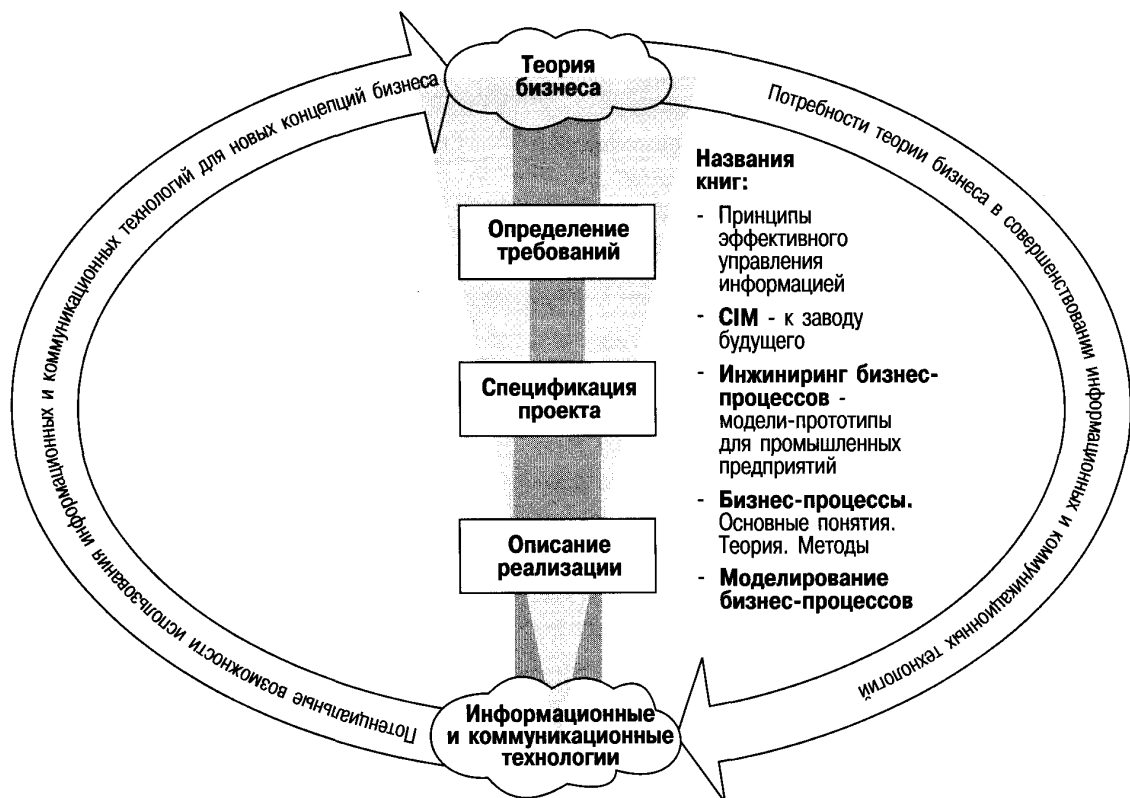 Теория
бизнеса
Потенциальные возможности использования информационных и коммуникационных технологий для новых концепций бизнеса
Потребности теории бизнеса в совершенствовании информационных и коммуникационных технологий
Определение
требований
Спецификация
проекта
Описание
реализации
Названия
книг:
- Принципы
эффективного
управления
информацией
- CIM - к заводу
будущего
- Инжиниринг бизнес-
процессов -
модели-прототипы
для промышленных
предприятий
- Бизнес-процессы.
Основные понятия.
Теория. Методы
- Моделирование
бизнес-процессов
Информационные
и коммуникационные
технологии